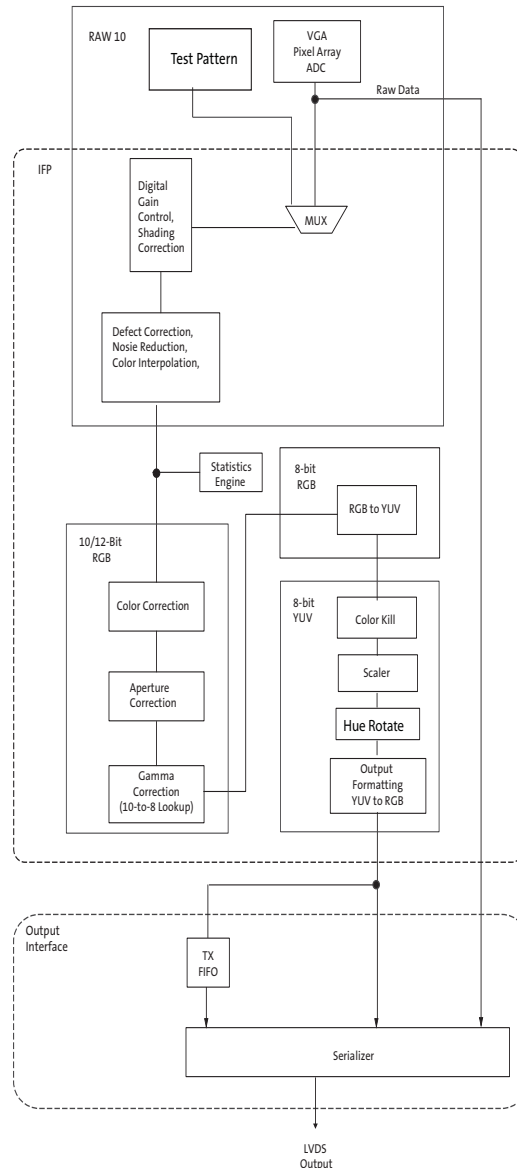 RAW 10
Test Pattern
VGA
Pixel Array
ADC
Raw Data
IFP
Digital
Gain
Control,
Shading
Correction
MUX
Defect Correction,
Nosie Reduction,
Color Interpolation,
Statistics
Engine
8-bit
RGB
RGB to YUV
10/12-Bit
RGB
Color Correction
Aperture
Correction
Gamma
Correction
(10-to-8 Lookup)
8-bit
YUV
Color Kill
Scaler
Hue Rotate
Output
Formatting
YUV to RGB
Output
Interface
TX
FIFO
Serializer
LVDS
Output